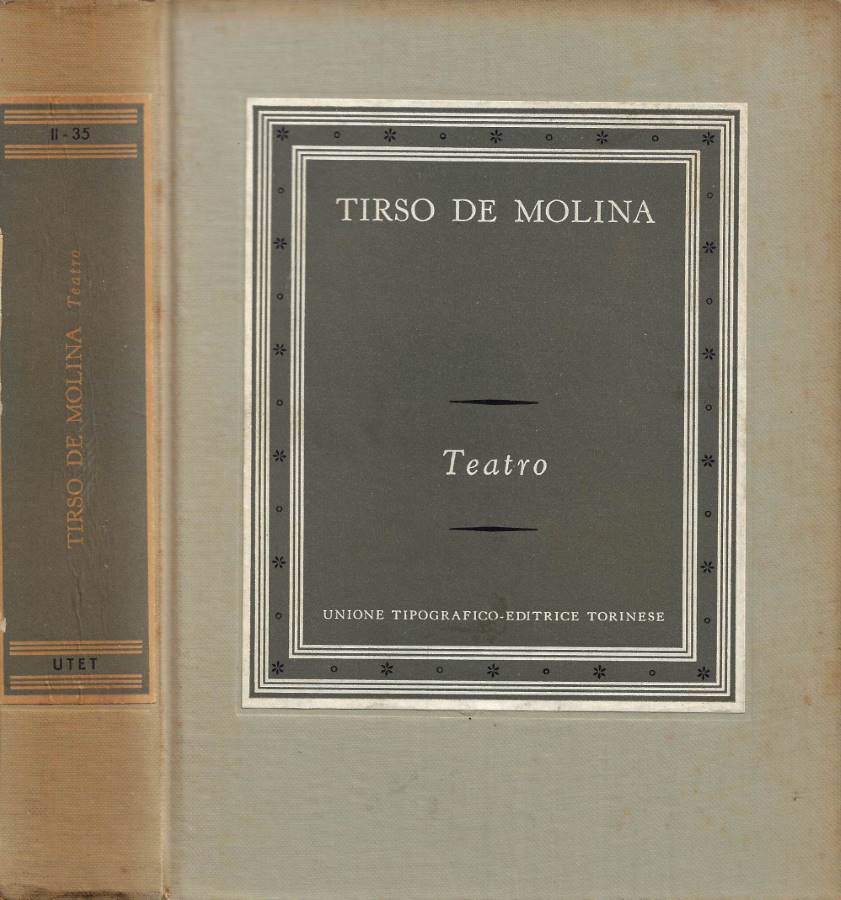 II - 35
TIRSO DE MOLINA Teatro
UTET
TIRSO DE MOLINA
Teatro
UNIONE TIPOGRAFICO-EDITRICE TORINESE